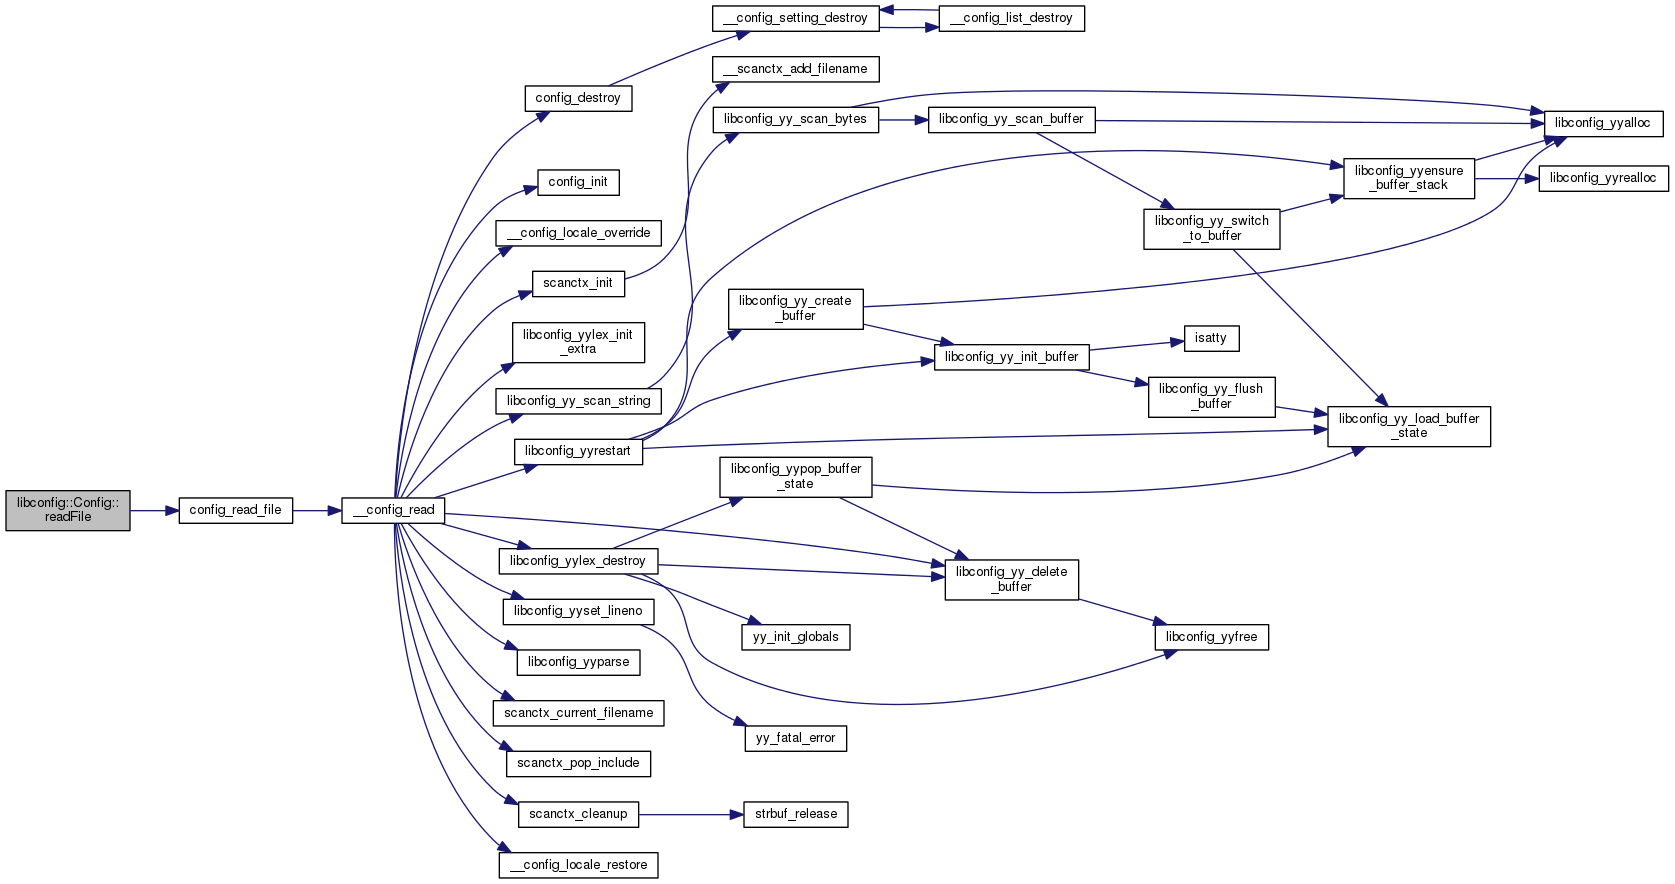 libconfig::Config::
readFile
config_read_file
__config_read
config_destroy
config_init
__config_locale_override
scanctx_init
libconfig_yylex_init
_extra
libconfig_yy_scan_string
libconfig_yyrestart
libconfig_yylex_destroy
libconfig_yyset_lineno
libconfig_yyparse
scanctx_current_filename
scanctx_pop_include
scanctx_cleanup
__config_locale_restore
__config_setting_destroy
__scanctx_add_filename
libconfig_yy_scan_bytes
libconfig_yy_create
_buffer
libconfig_yypop_buffer
_state
yy_init_globals
yy_fatal_error
strbuf_release
__config_list_destroy
libconfig_yy_scan_buffer
libconfig_yy_init_buffer
libconfig_yy_delete
_buffer
libconfig_yy_switch
_to_buffer
isatty
libconfig_yy_flush
_buffer
libconfig_yyfree
libconfig_yyensure
_buffer_stack
libconfig_yy_load_buffer
_state
libconfig_yyalloc
libconfig_yyrealloc